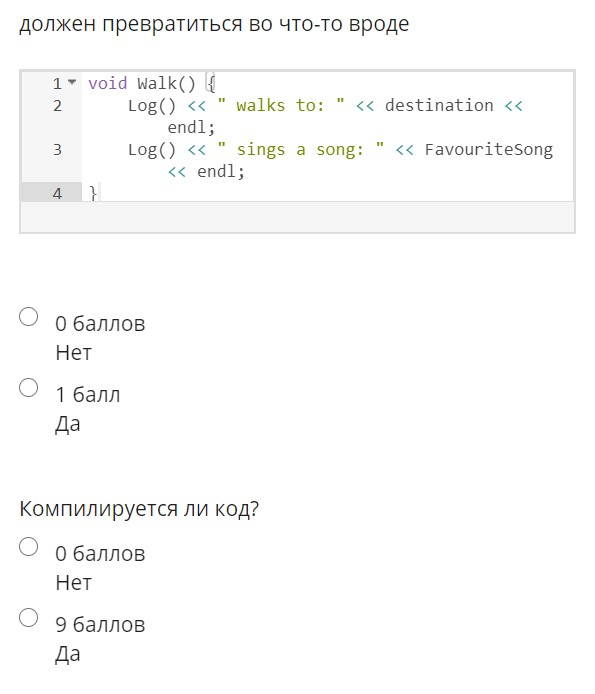 должен превратиться во что-то вроде
1 void Walk() {
2 Log() << " walks to: " << destination <<
endl;
3 Log() << " sings a song: " << FavouriteSong
<< endl;
4 }
0 баллов
Нет
1 балл
Да
Компилируется ли код?
0 баллов
Нет
9 баллов
Да